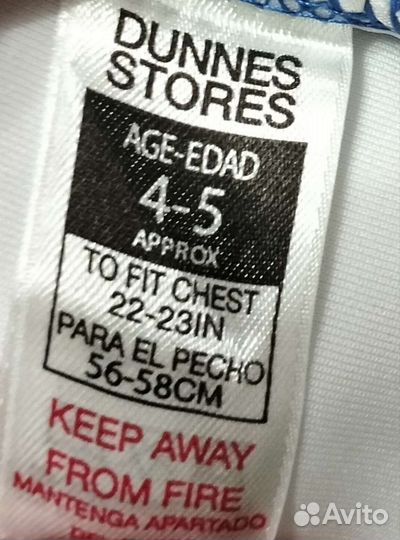 DUNNES
STORES
AGE-EDAD
4-5
APPROX
TO FIT CHEST
22-23IN
PARA EL PECHO
56-58CM
KEEP AWAY
FROM FIRE
MANTENGA APARTADO
Avito